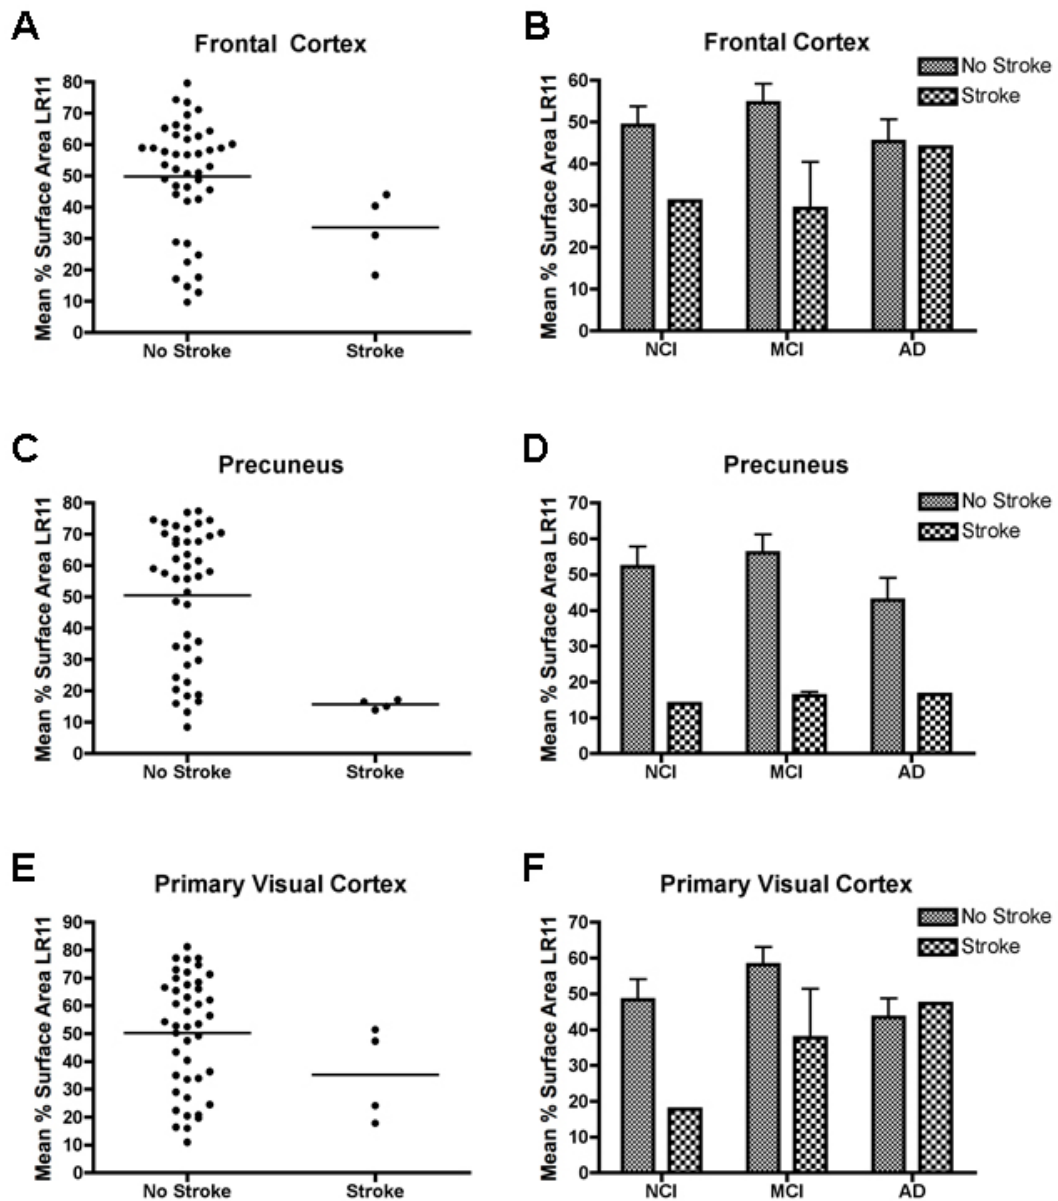 A
Frontal Cortex
Mean % Surface Area LR11
80
70
60
50
40
30
20
10
0
No Stroke
Stroke
B
Frontal Cortex
No Stroke
Stroke
Mean % Surface Area LR11
60
50
40
30
20
10
0
NCI
MCI
AD
C
Precuneus
Mean % Surface Area LR11
80
70
60
50
40
30
20
10
0
No Stroke
Stroke
D
Precuneus
No Stroke
Stroke
Mean % Surface Area LR11
70
60
50
40
30
20
10
0
NCI
MCI
AD
E
Primary Visual Cortex
Mean % Surface Area LR11
90
80
70
60
50
40
30
20
10
0
No Stroke
Stroke
F
Primary Visual Cortex
No Stroke
Stroke
Mean % Surface Area LR11
70
60
50
40
30
20
10
0
NCI
MCI
AD